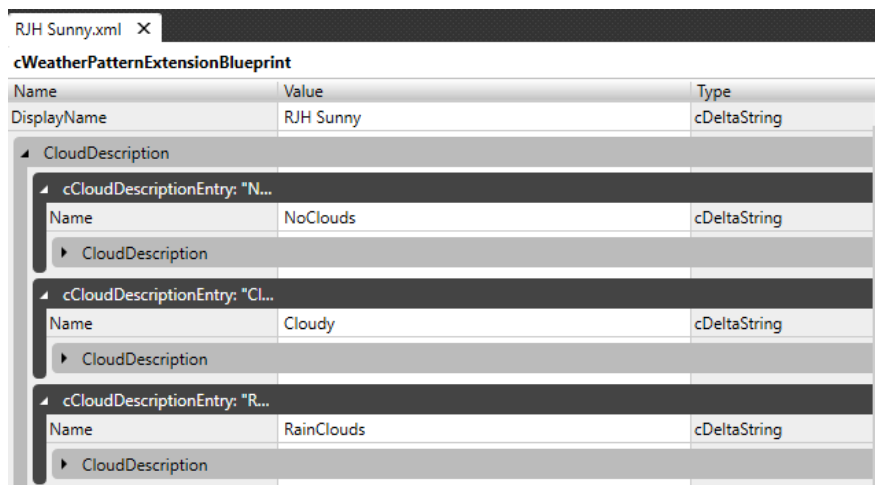 RJH Sunny.xml X
cWeatherPatternExtensionBlueprint
Name Value Type
DisplayName RJH Sunny cDeltaString
CloudDescription
cCloudDescriptionEntry: "N...
Name NoClouds cDeltaString
CloudDescription
cCloudDescriptionEntry: "Cl...
Name Cloudy cDeltaString
CloudDescription
cCloudDescriptionEntry: "R...
Name RainClouds cDeltaString
CloudDescription